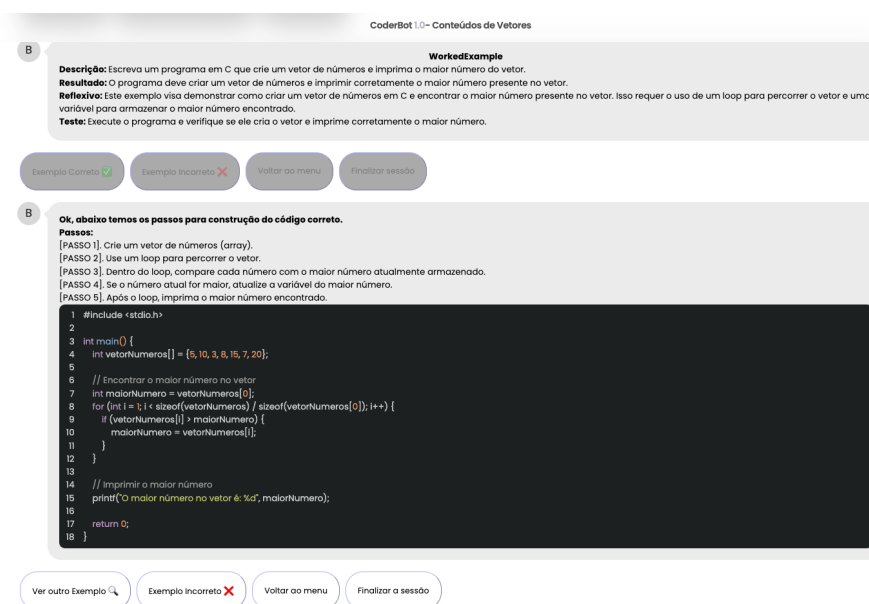 CoderBot 1.0- Conteúdos de Vetores
B
WorkedExample
Descrição: Escreva um programa em C que crie um vetor de números e imprima o maior número do vetor.
Resultado: O programa deve criar um vetor de números e imprimir corretamente o maior número presente no vetor.
Reflexivo: Este exemplo visa demonstrar como criar um vetor de números em C e encontrar o maior número presente no vetor. Isso requer o uso de um loop para percorrer o vetor e uma
variável para armazenar o maior número encontrado.
Teste: Execute o programa e verifique se ele cria o vetor e imprime corretamente o maior número.
Exemplo Correto ✅ Exemplo Incorreto ❌ Voltar ao menu Finalizar sessão
B
Ok, abaixo temos os passos para construção do código correto.
Passos:
[PASSO 1]. Crie um vetor de números (array).
[PASSO 2]. Use um loop para percorrer o vetor.
[PASSO 3]. Dentro do loop, compare cada número com o maior número atualmente armazenado.
[PASSO 4]. Se o número atual for maior, atualize a variável do maior número.
[PASSO 5]. Após o loop, imprima o maior número encontrado.
1 #include <stdio.h>
2
3 int main() {
4 int vetorNumeros[] = {5, 10, 3, 8, 15, 7, 20};
5
6 // Encontrar o maior número no vetor
7 int maiorNumero = vetorNumeros[0];
8 for (int i = 1; i < sizeof(vetorNumeros) / sizeof(vetorNumeros[0]); i++) {
9 if (vetorNumeros[i] > maiorNumero) {
10 maiorNumero = vetorNumeros[i];
11 }
12 }
13
14 // Imprimir o maior número
15 printf("O maior número no vetor é: %d", maiorNumero);
16
17 return 0;
18 }
Ver outro Exemplo 🔍 Exemplo Incorreto ❌ Voltar ao menu Finalizar a sessão